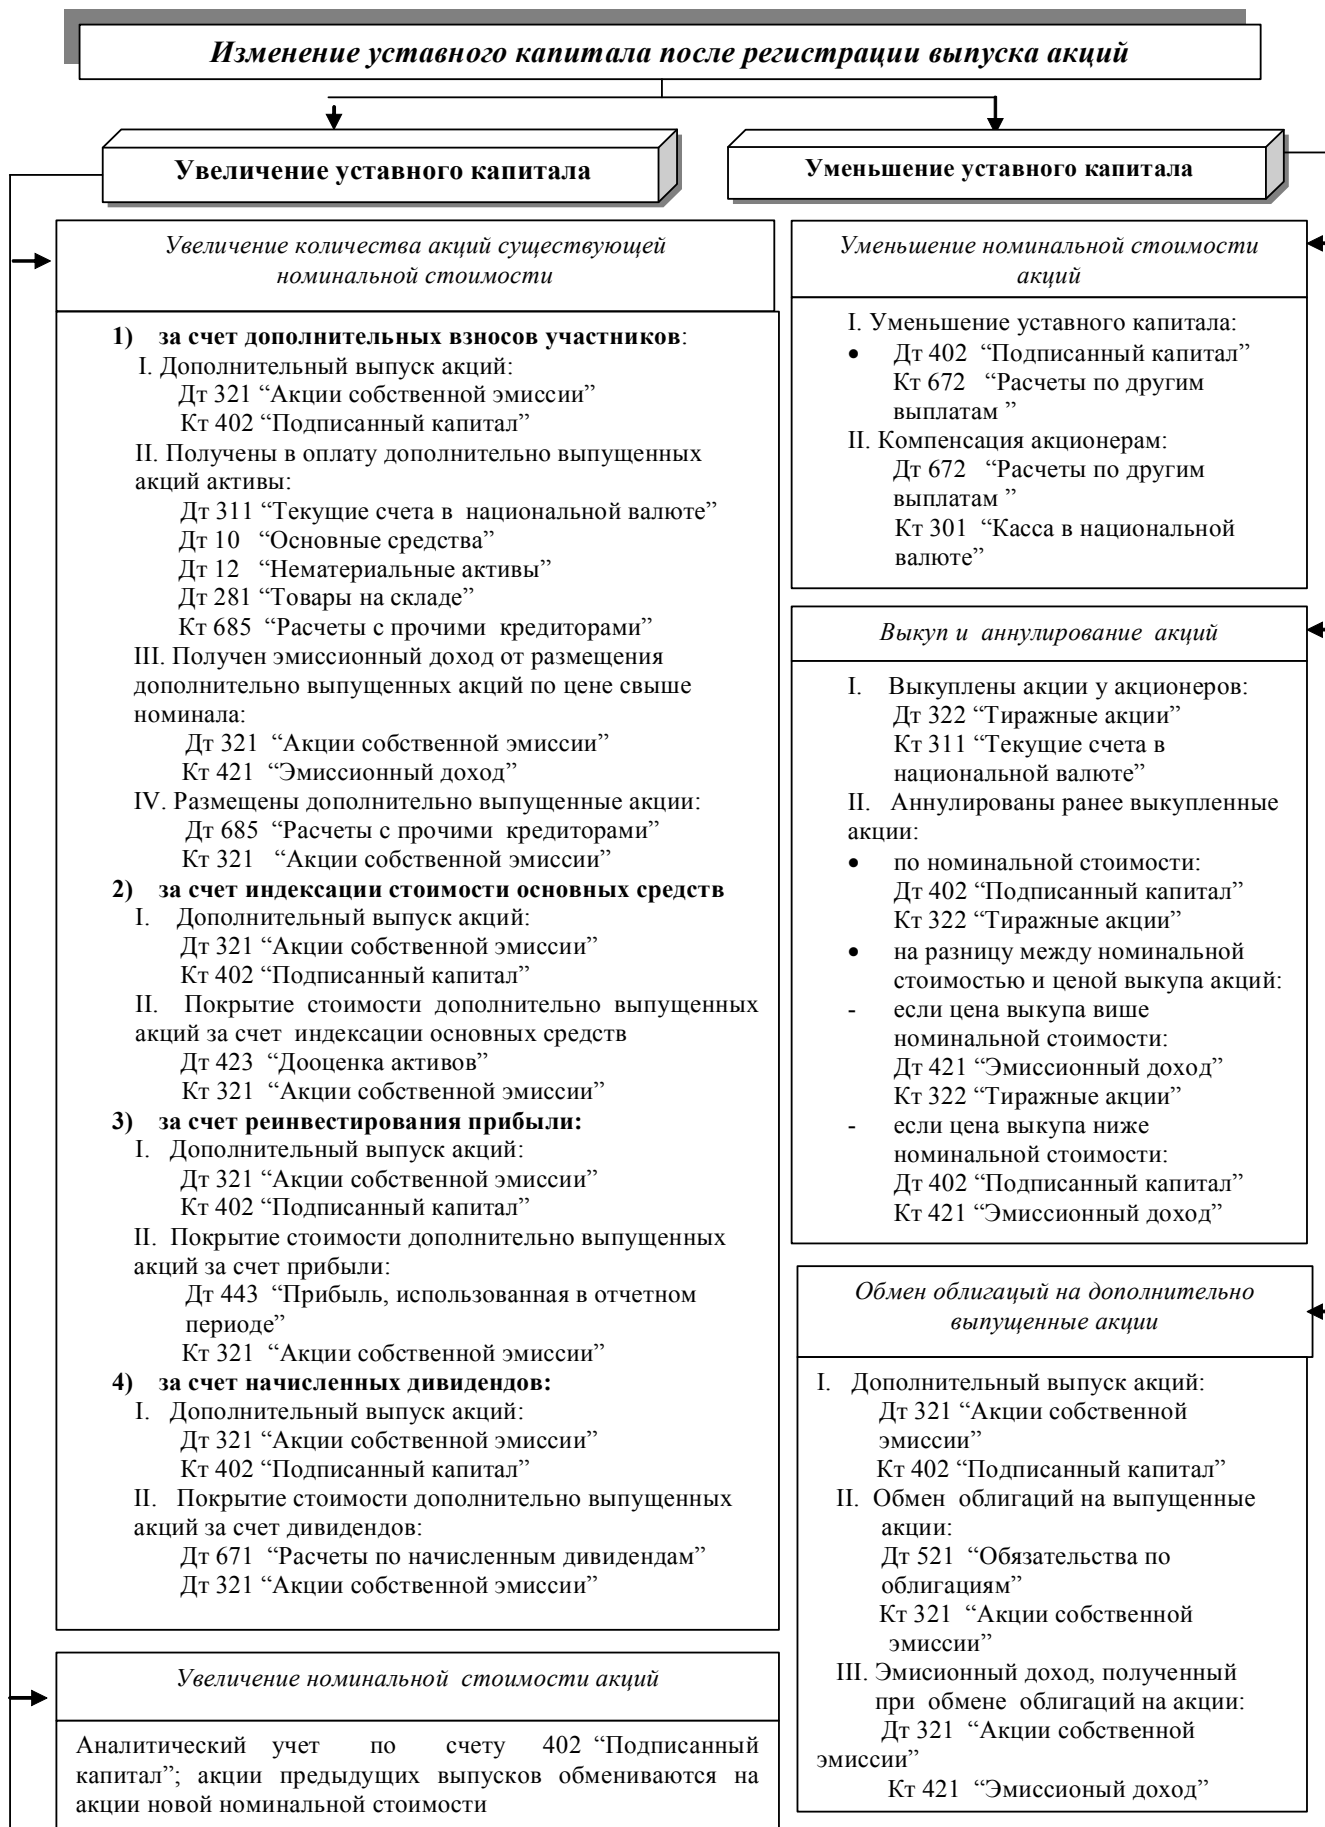 Изменение уставного капитала после регистрации выпуска акций
Увеличение уставного капитала
Увеличение количества акций существующей
номинальной стоимости
1) за счет дополнительных взносов участников:
I. Дополнительный выпуск акций:
Дт 321 “Акции собственной эмиссии”
Кт 402 “Подписанный капитал”
II. Получены в оплату дополнительно выпущенных
акций активы:
Дт 311 “Текущие счета в национальной валюте”
Дт 10 “Основные средства”
Дт 12 “Нематериальные активы”
Дт 281 “Товары на складе”
Кт 685 “Расчеты с прочими кредиторами”
III. Получен эмиссионный доход от размещения
дополнительно выпущенных акций по цене свыше
номинала:
Дт 321 “Акции собственной эмиссии”
Кт 421 “Эмиссионный доход”
IV. Размещены дополнительно выпущенные акции:
Дт 685 “Расчеты с прочими кредиторами”
Кт 321 “Акции собственной эмиссии”
2) за счет индексации стоимости основных средств
I. Дополнительный выпуск акций:
Дт 321 “Акции собственной эмиссии”
Кт 402 “Подписанный капитал”
II. Покрытие стоимости дополнительно выпущенных
акций за счет индексации основных средств
Дт 423 “Дооценка активов”
Кт 321 “Акции собственной эмиссии”
3) за счет реинвестирования прибыли:
I. Дополнительный выпуск акций:
Дт 321 “Акции собственной эмиссии”
Кт 402 “Подписанный капитал”
II. Покрытие стоимости дополнительно выпущенных
акций за счет прибыли:
Дт 443 “Прибыль, использованная в отчетном
периоде”
Кт 321 “Акции собственной эмиссии”
4) за счет начисленных дивидендов:
I. Дополнительный выпуск акций:
Дт 321 “Акции собственной эмиссии”
Кт 402 “Подписанный капитал”
II. Покрытие стоимости дополнительно выпущенных
акций за счет дивидендов:
Дт 671 “Расчеты по начисленным дивидендам”
Дт 321 “Акции собственной эмиссии”
Увеличение номинальной стоимости акций
Аналитический учет по счету 402 “Подписанный
капитал”; акции предыдущих выпусков обмениваются на
акции новой номинальной стоимости
Уменьшение уставного капитала
Уменьшение номинальной стоимости
акций
I. Уменьшение уставного капитала:
• Дт 402 “Подписанный капитал”
Кт 672 “Расчеты по другим
выплатам ”
II. Компенсация акционерам:
Дт 672 “Расчеты по другим
выплатам ”
Кт 301 “Касса в национальной
валюте”
Выкуп и аннулирование акций
I. Выкуплены акции у акционеров:
Дт 322 “Тиражные акции”
Кт 311 “Текущие счета в
национальной валюте”
II. Аннулированы ранее выкупленные
акции:
• по номинальной стоимости:
Дт 402 “Подписанный капитал”
Кт 322 “Тиражные акции”
• на разницу между номинальной
стоимостью и ценой выкупа акций:
- если цена выкупа више
номинальной стоимости:
Дт 421 “Эмиссионный доход”
Кт 322 “Тиражные акции”
- если цена выкупа ниже
номинальной стоимости:
Дт 402 “Подписанный капитал”
Кт 421 “Эмиссионный доход”
Обмен облигацый на дополнительно
выпущенные акции
I. Дополнительный выпуск акций:
Дт 321 “Акции собственной
эмиссии”
Кт 402 “Подписанный капитал”
II. Обмен облигаций на выпущенные
акции:
Дт 521 “Обязательства по
облигациям”
Кт 321 “Акции собственной
эмиссии”
III. Эмисионный доход, полученный
при обмене облигаций на акции:
Дт 321 “Акции собственной
эмиссии”
Кт 421 “Эмиссионый доход”